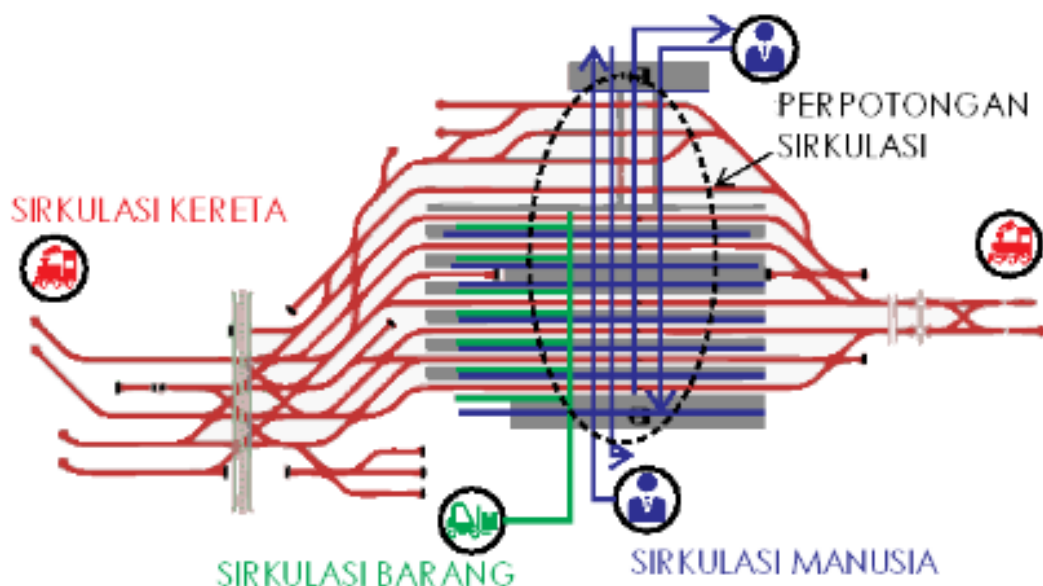 PERPOTONGAN
SIRKULASI
SIRKULASI KERETA
SIRKULASI BARANG
SIRKULASI MANUSIA